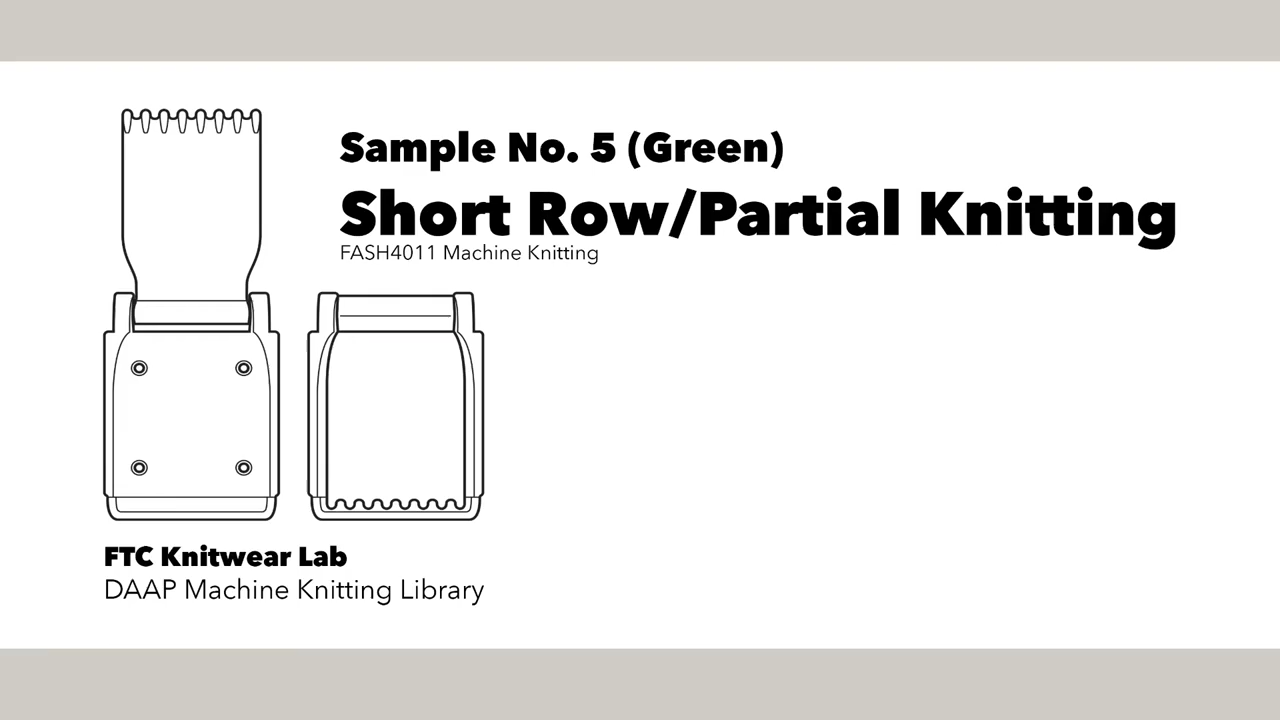 Sample No. 5 (Green)
Short Row/Partial Knitting
FASH4011 Machine Knitting
FTC Knitwear Lab
DAAP Machine Knitting Library